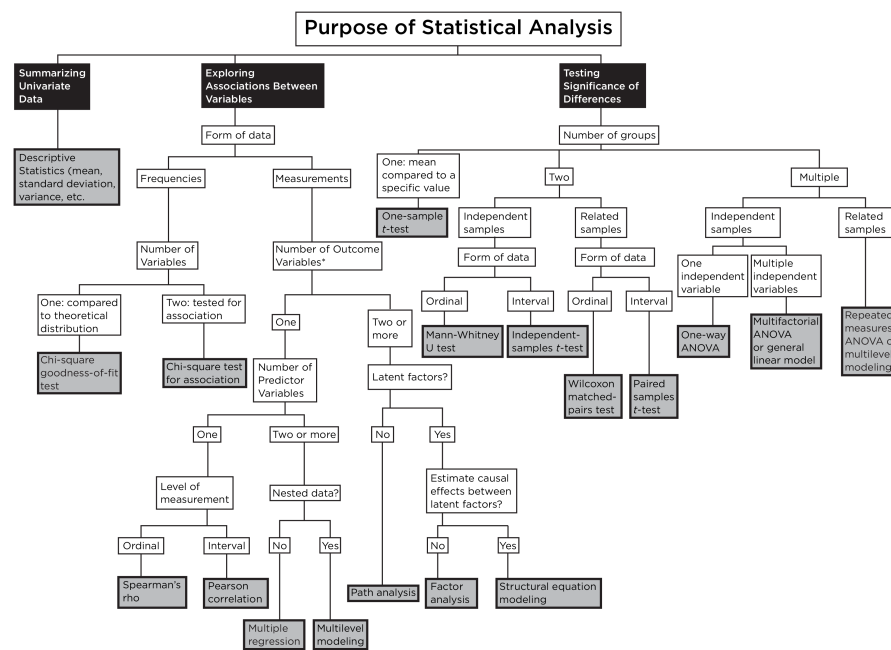 Purpose of Statistical Analysis
Summarizing
Univariate
Data
Exploring
Associations Between
Variables
Testing
Significance of
Differences
Form of data
Number of groups
Descriptive
Statistics (mean,
standard deviation,
variance, etc.
Frequencies
Measurements
One: mean
compared to a
specific value
Two
Multiple
One-sample
t-test
Independent
samples
Related
samples
Independent
samples
Related
samples
Number of
Variables
Number of Outcome
Variables*
Form of data
Form of data
One
independent
variable
Multiple
independent
variables
One: compared
to theoretical
distribution
Two: tested for
association
One
Two or
more
Ordinal
Interval
Ordinal
Interval
Chi-square
goodness-of-fit
test
Chi-square test
for association
Mann-Whitney
U test
Independent-
samples t-test
One-way
ANOVA
Multifactorial
ANOVA
or general
linear model
Repeated
measures
ANOVA o
multileve
modeling
Number of
Predictor
Variables
Latent factors?
Wilcoxon
matched-
pairs test
Paired
samples
t-test
One
Two or more
No
Yes
Level of
measurement
Nested data?
Estimate causal
effects between
latent factors?
Ordinal
Interval
No
Yes
No
Yes
Spearman's
rho
Pearson
correlation
Path analysis
Factor
analysis
Structural equation
modeling
Multiple
regression
Multilevel
modeling